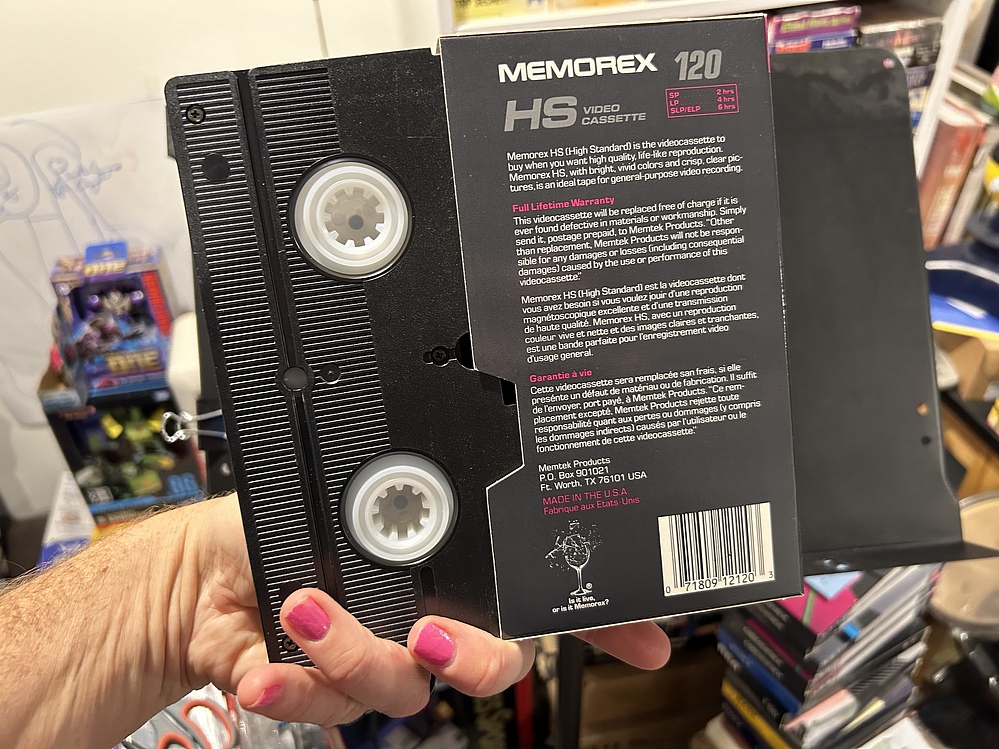 MEMOREX 120
HS VIDEO
CASSETTE
SP 2 hrs
LP 4 hrs
SLP/ELP 6 hrs
Memorex HS (High Standard) is the videocassette to
buy when you want high quality, life-like reproduction.
Memorex HS, with bright, vivid colors and crisp, clear pic-
tures, is an ideal tape for general-purpose video recording.
Full Lifetime Warranty
This videocassette will be replaced free of charge if it is
ever found defective in materials or workmanship. Simply
send it, postage prepaid, to Memtek Products. "Other
than replacement, Memtek Products will not be respon-
sible for any damages or losses (including consequential
damages) caused by the use or performance of this
videocassette."
Memorex HS (High Standard) est la videocassette dont
vous avez besoin si vous voulez jouir d'une reproduction
magnétoscopique excellente et d'une transmission
de haute qualité. Memorex HS, avec un reproduction
couleur vive et nette et des images claires et tranchantes,
est une bande parfaite pour l'enregistrement video
d'usage general.
Garantie à vie
Cette videocassette sera remplacée san frais, si elle
présente un défaut de matériau ou de fabrication. Il suffit
de l'envoyer, port payé, à Memtek Products. "Ce rem-
placement excepté, Memtek Products rejette toute
responsabilité quant aux pertes ou dommages (y compris
les dommages indirects) causés par l'utilisateur ou le
fonctionnement de cette videocassette."
Memtek Products
P.O. Box 901021
Ft. Worth, TX 76101 USA
MADE IN THE U.S.A.
Fabrique aux Etats-Unis
®
Is it live,
or is it Memorex?
0 71809 12120 3